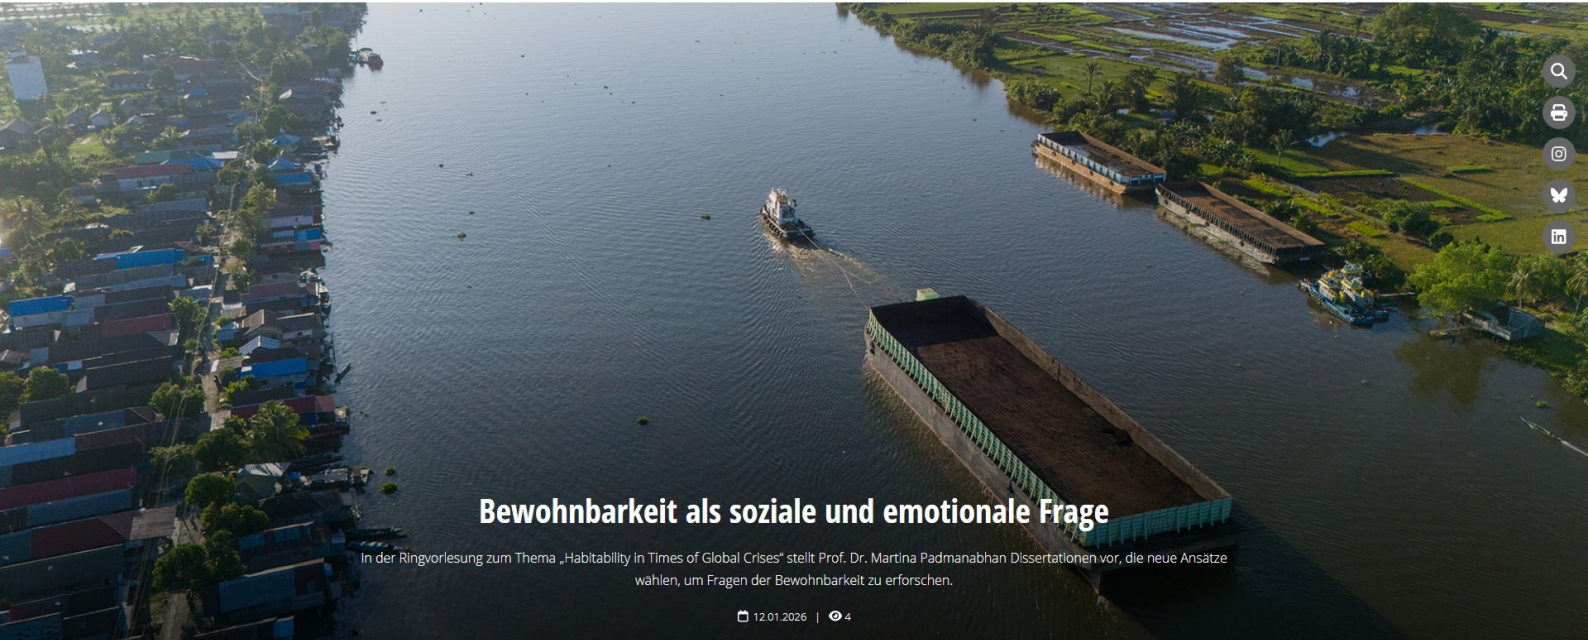 Bewohnbarkeit als soziale und emotionale Frage
In der Ringvorlesung zum Thema „Habitability in Times of Global Crises“ stellt Prof. Dr. Martina Padmanabhan Dissertationen vor, die neue Ansätze
wählen, um Fragen der Bewohnbarkeit zu erforschen.
12.01.2026 | 4